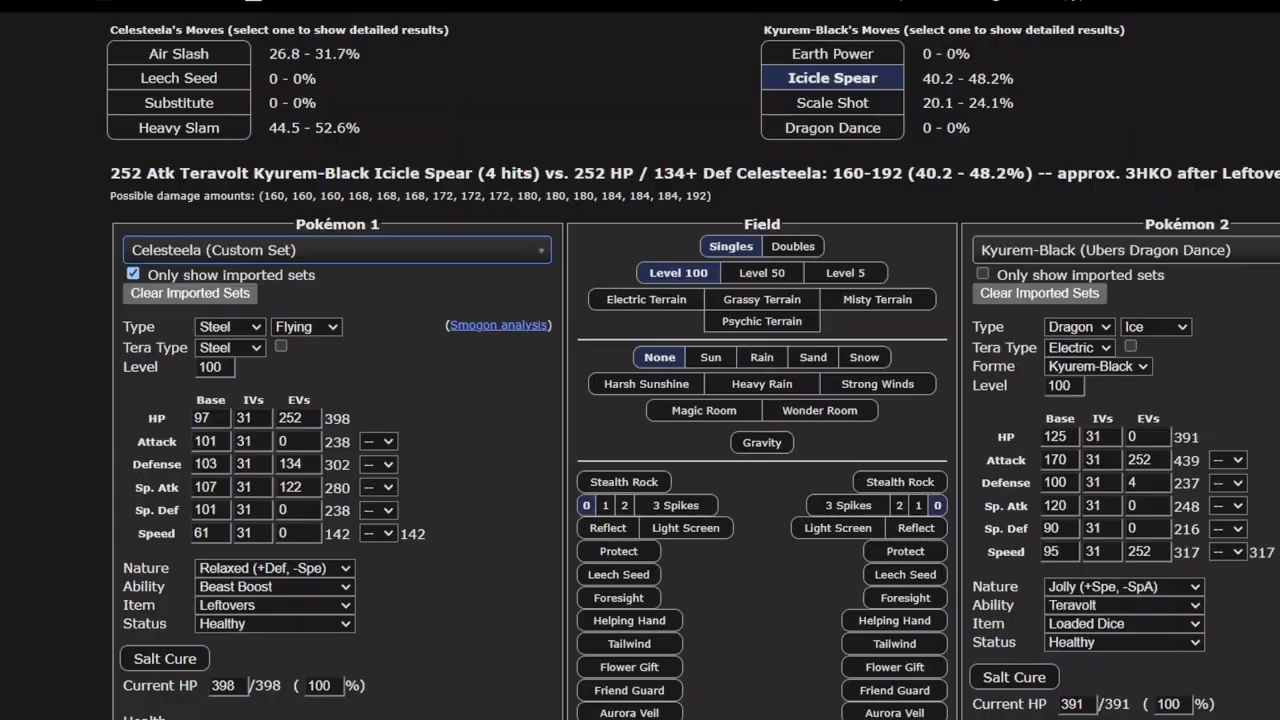 Celesteela's Moves (select one to show detailed results)
Air Slash 26.8 - 31.7%
Leech Seed 0 - 0%
Substitute 0 - 0%
Heavy Slam 44.5 - 52.6%
Kyurem-Black's Moves (select one to show detailed results)
Earth Power 0 - 0%
Icicle Spear 40.2 - 48.2%
Scale Shot 20.1 - 24.1%
Dragon Dance 0 - 0%
252 Atk Teravolt Kyurem-Black Icicle Spear (4 hits) vs. 252 HP / 134+ Def Celesteela: 160-192 (40.2 - 48.2%) -- approx. 3HKO after Leftove
Possible damage amounts: (160, 160, 160, 168, 168, 168, 172, 172, 172, 180, 180, 180, 184, 184, 184, 192)
Pokémon 1
Celesteela (Custom Set)
Only show imported sets
Clear Imported Sets
Type Steel Flying (Smogon analysis)
Tera Type Steel
Level 100
Base IVs EVs
HP 97 31 252 398
Attack 101 31 0 238 --
Defense 103 31 134 302 --
Sp. Atk 107 31 122 280 --
Sp. Def 101 31 0 238 --
Speed 61 31 0 142 -- 142
Nature Relaxed (+Def, -Spe)
Ability Beast Boost
Item Leftovers
Status Healthy
Salt Cure
Current HP 398 /398 ( 100 %)
Field
Singles Doubles
Level 100 Level 50 Level 5
Electric Terrain Grassy Terrain Misty Terrain
Psychic Terrain
None Sun Rain Sand Snow
Harsh Sunshine Heavy Rain Strong Winds
Magic Room Wonder Room
Gravity
Stealth Rock Stealth Rock
0 1 2 3 Spikes 3 Spikes 2 1 0
Reflect Light Screen Light Screen Reflect
Protect Protect
Leech Seed Leech Seed
Foresight Foresight
Helping Hand Helping Hand
Tailwind Tailwind
Flower Gift Flower Gift
Friend Guard Friend Guard
Aurora Veil Aurora Veil
Pokémon 2
Kyurem-Black (Ubers Dragon Dance)
Only show imported sets
Clear Imported Sets
Type Dragon Ice
Tera Type Electric
Forme Kyurem-Black
Level 100
Base IVs EVs
HP 125 31 0 391
Attack 170 31 252 439 --
Defense 100 31 4 237 --
Sp. Atk 120 31 0 248 --
Sp. Def 90 31 0 216 --
Speed 95 31 252 317 -- 317
Nature Jolly (+Spe, -SpA)
Ability Teravolt
Item Loaded Dice
Status Healthy
Salt Cure
Current HP 391 /391 ( 100 %)